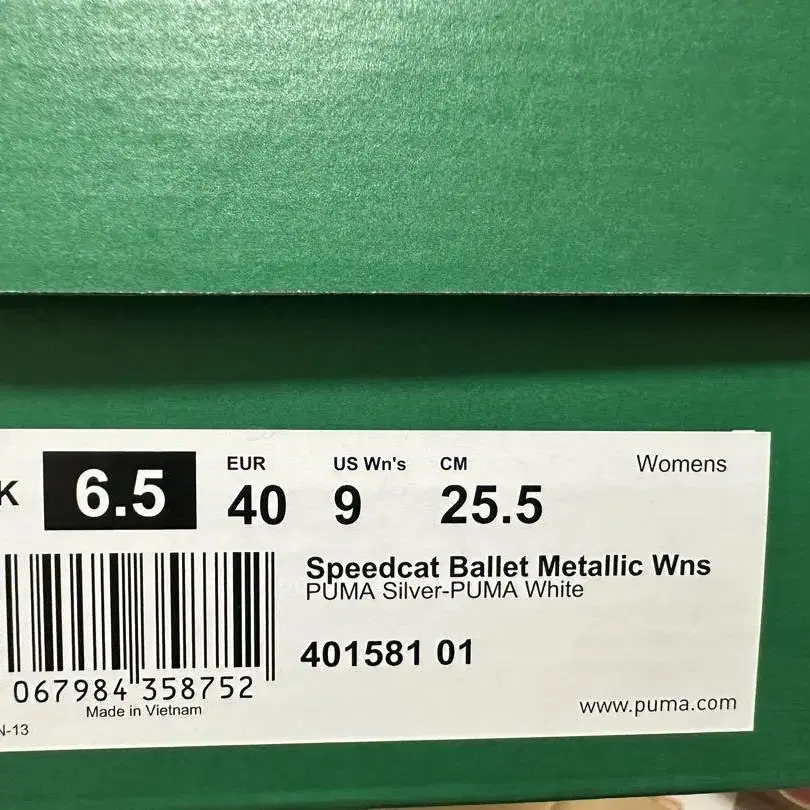 K 6.5 EUR 40 US Wn's 9 CM 25.5 Womens
Speedcat Ballet Metallic Wns
PUMA Silver-PUMA White
401581 01
067984 358752
Made in Vietnam
www.puma.com
N-13